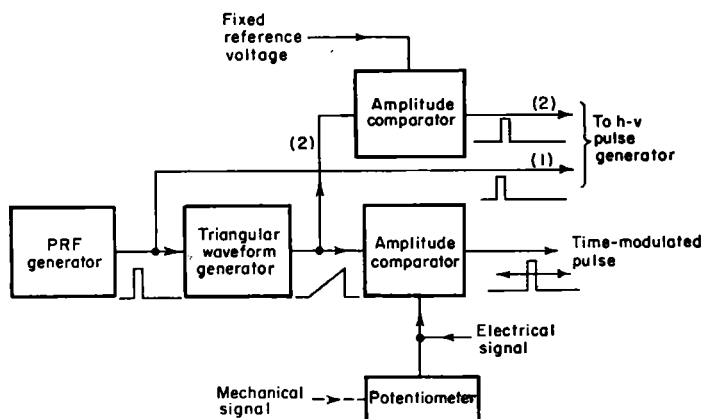 Fixed
reference
voltage
Amplitude
comparator
(2)
(2)
To h-v
pulse
generator
(1)
PRF
generator
Triangular
waveform
generator
Amplitude
comparator
Time-modulated
pulse
Electrical
signal
Mechanical
signal
Potentiometer